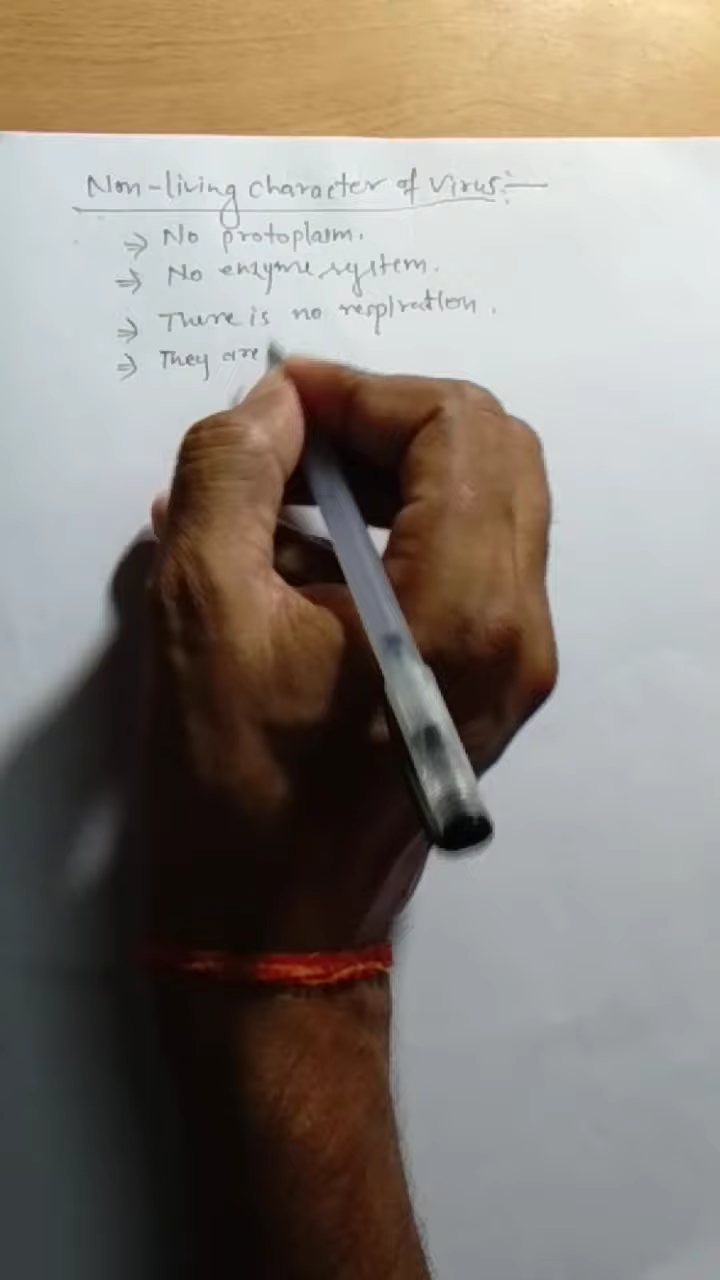 Non-living character of Virus:—
⇒ No protoplasm.
⇒ No enzyme system.
⇒ There is no respiration.
⇒ They are